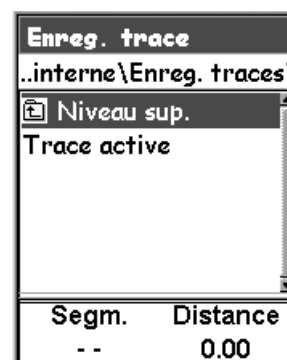 Enreg. trace
..interne\Enreg. traces\
Niveau sup.
Trace active
Segm. Distance
-- 0.00